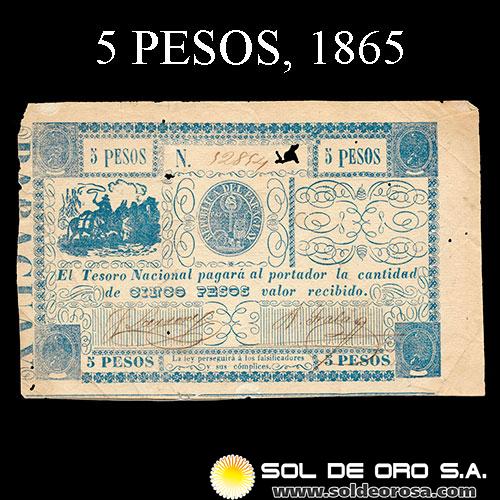 5 PESOS, 1865
5 PESOS
N.
5 PESOS
REPUBLICA DEL PARAGUAY
El Tesoro Nacional pagará al portador la cantidad
de CINCO PESOS valor recibido.
5 PESOS
La ley perseguirá á los falsificadores
y sus cómplices.
5 PESOS
SOL DE ORO S.A.
www.soldeorosa.com